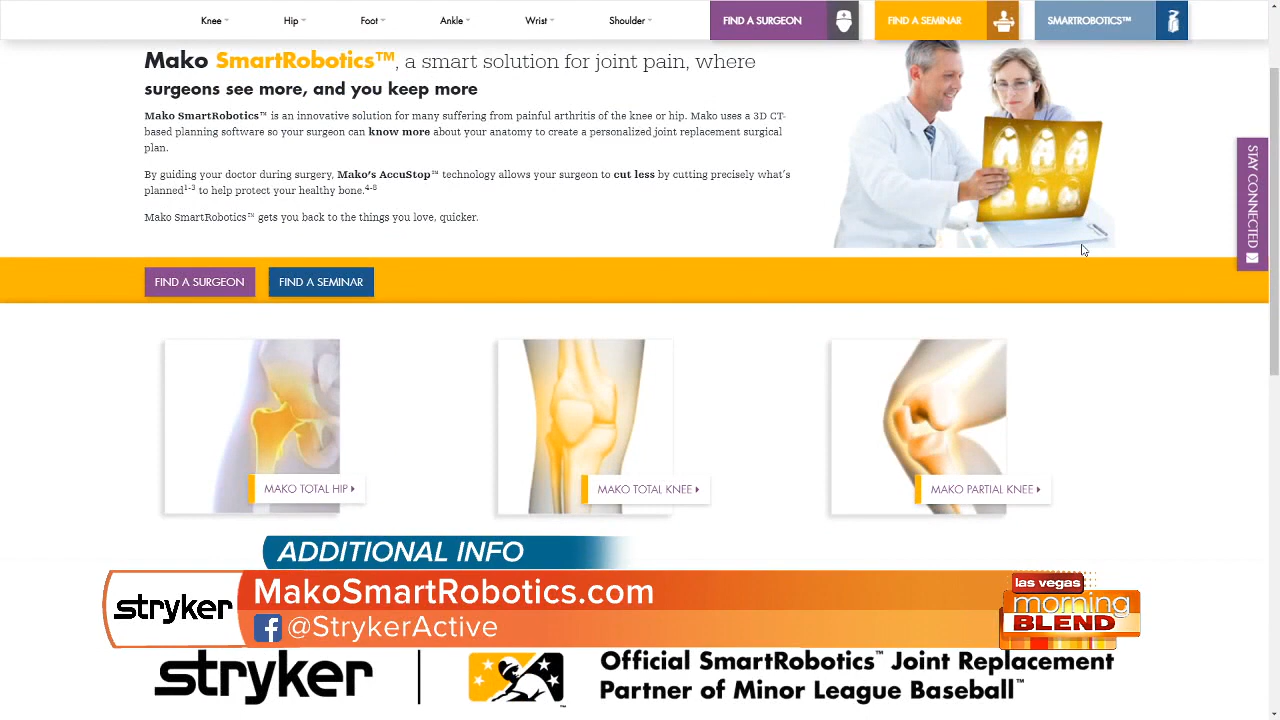 Knee Hip Foot Ankle Wrist Shoulder FIND A SURGEON FIND A SEMINAR SMARTROBOTICS™
Mako SmartRobotics™, a smart solution for joint pain, where
surgeons see more, and you keep more
Mako SmartRobotics™ is an innovative solution for many suffering from painful arthritis of the knee or hip. Mako uses a 3D CT-
based planning software so your surgeon can know more about your anatomy to create a personalized joint replacement surgical
plan.
By guiding your doctor during surgery, Mako's AccuStop™ technology allows your surgeon to cut less by cutting precisely what's
planned1-3 to help protect your healthy bone.4-8
Mako SmartRobotics™ gets you back to the things you love, quicker.
STAY CONNECTED
FIND A SURGEON FIND A SEMINAR
MAKO TOTAL HIP MAKO TOTAL KNEE MAKO PARTIAL KNEE
ADDITIONAL INFO
stryker
MakoSmartRobotics.com
@StrykerActive
las vegas
morning
BLEND
stryker
Official SmartRobotics™ Joint Replacement
Partner of Minor League Baseball™